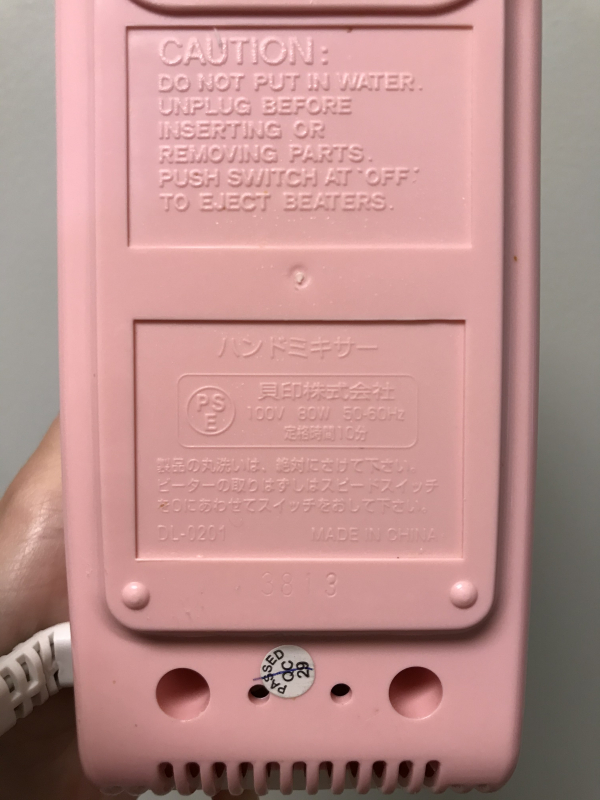 CAUTION:
DO NOT PUT IN WATER.
UNPLUG BEFORE
INSERTING OR
REMOVING PARTS.
PUSH SWITCH AT "OFF"
TO EJECT BEATERS.
ハンドミキサー
PS
E
貝印株式会社
100V 80W 50-60Hz
定格時間10分
製品の丸洗いは、絶対にさけて下さい。
ビーターの取りはずしはスピードスイッチ
を0にあわせてスイッチをおして下さい。
DL-0201 MADE IN CHINA
PASSED
QC
29